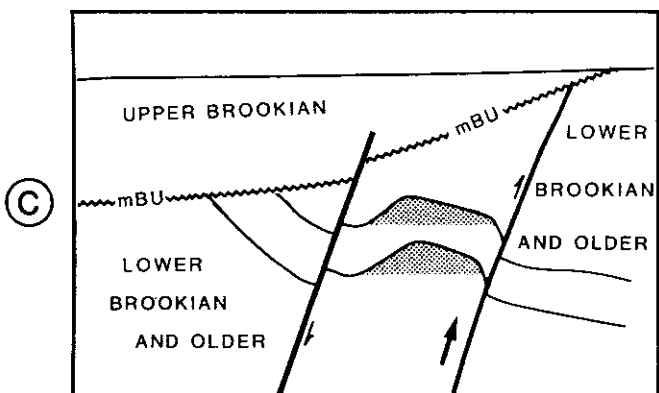 UPPER BROOKIAN
mBU
LOWER
BROOKIAN
AND OLDER
C
mBU
LOWER
BROOKIAN
AND OLDER